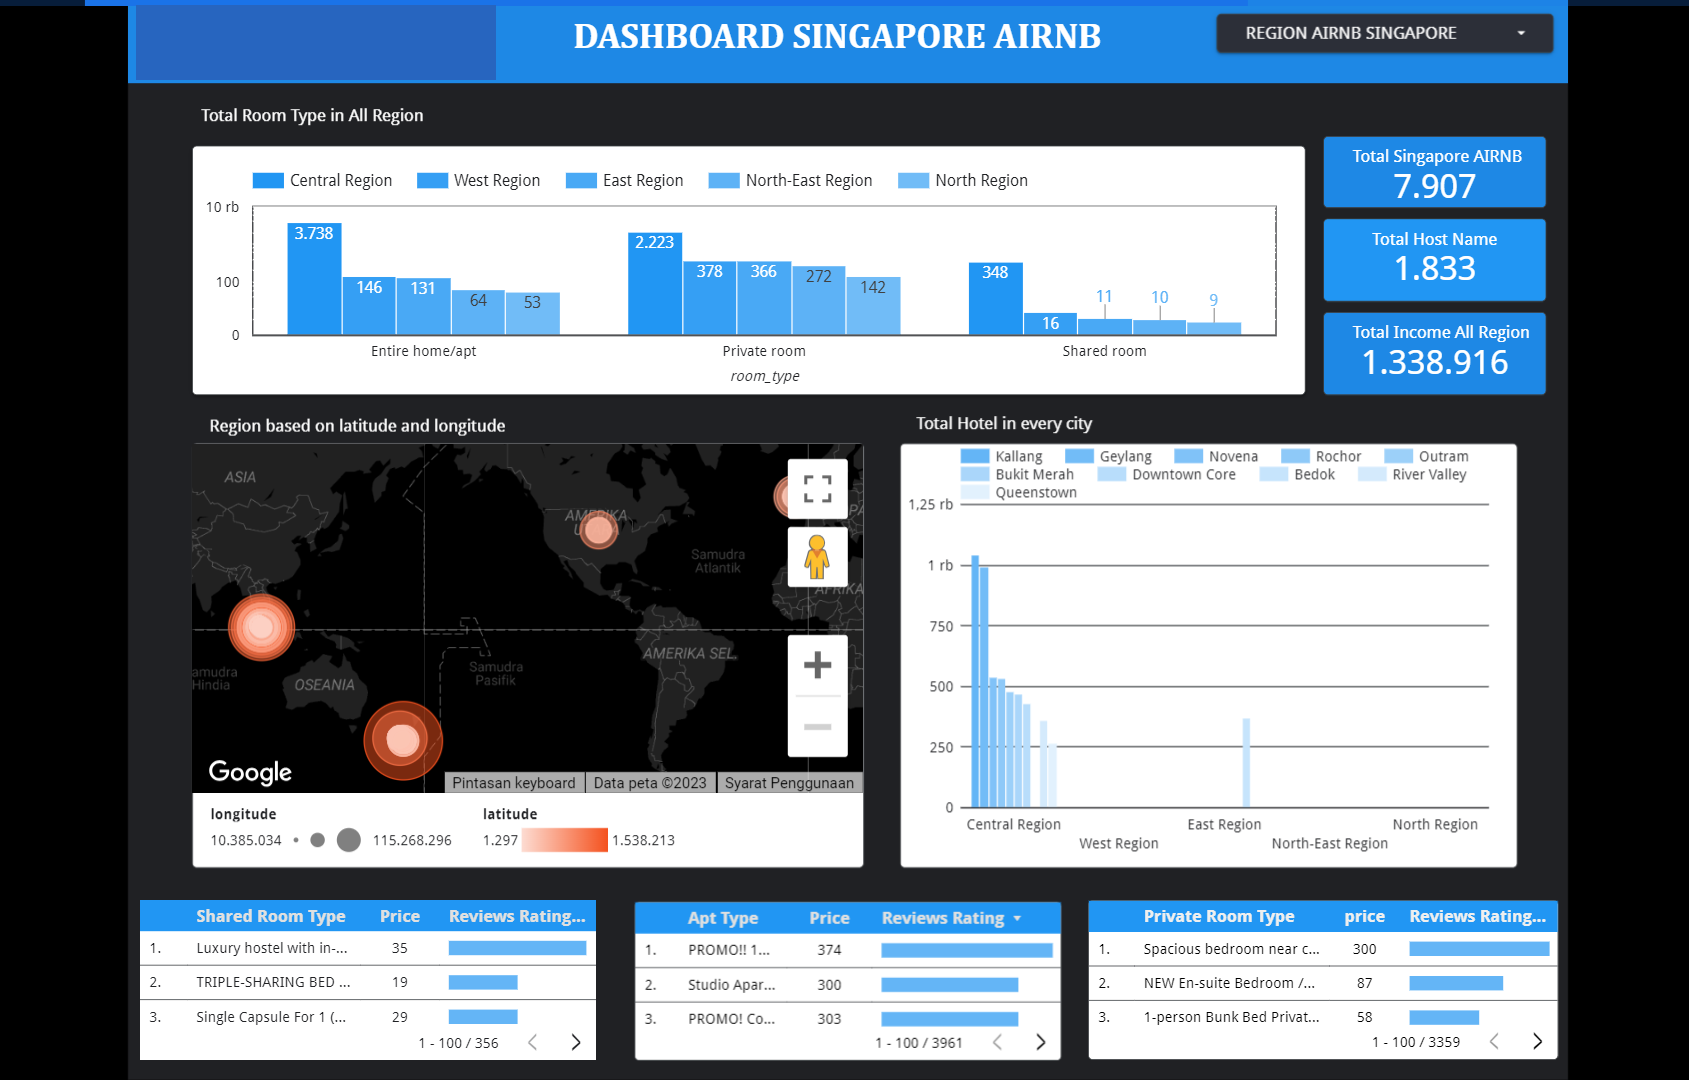 DASHBOARD SINGAPORE AIRNB
REGION AIRNB SINGAPORE
Total Room Type in All Region
Central Region West Region East Region North-East Region North Region
10 rb
100
0
3.738 146 131 64 53
2.223 378 366 272 142
348 16 11 10 9
Entire home/apt Private room Shared room
room_type
Total Singapore AIRNB
7.907
Total Host Name
1.833
Total Income All Region
1.338.916
Region based on latitude and longitude
ASIA
AMERIKA
Samudra
Atlantik
AFRIKA
AMERIKA SEL.
amudra
Hindia
OSEANIA
Samudra
Pasifik
Google
Pintasan keyboard Data peta ©2023 Syarat Penggunaan
longitude latitude
10.385.034 115.268.296 1.297 1.538.213
Total Hotel in every city
Kallang Geylang Novena Rochor Outram
Bukit Merah Downtown Core Bedok River Valley
Queenstown
1,25 rb
1 rb
750
500
250
0
Central Region East Region North Region
West Region North-East Region
Shared Room Type Price Reviews Rating...
1. Luxury hostel with in-... 35
2. TRIPLE-SHARING BED ... 19
3. Single Capsule For 1 (... 29
1 - 100 / 356
Apt Type Price Reviews Rating
1. PROMO!! 1... 374
2. Studio Apar... 300
3. PROMO! Co... 303
1 - 100 / 3961
Private Room Type price Reviews Rating...
1. Spacious bedroom near c... 300
2. NEW En-suite Bedroom /... 87
3. 1-person Bunk Bed Privat... 58
1 - 100 / 3359